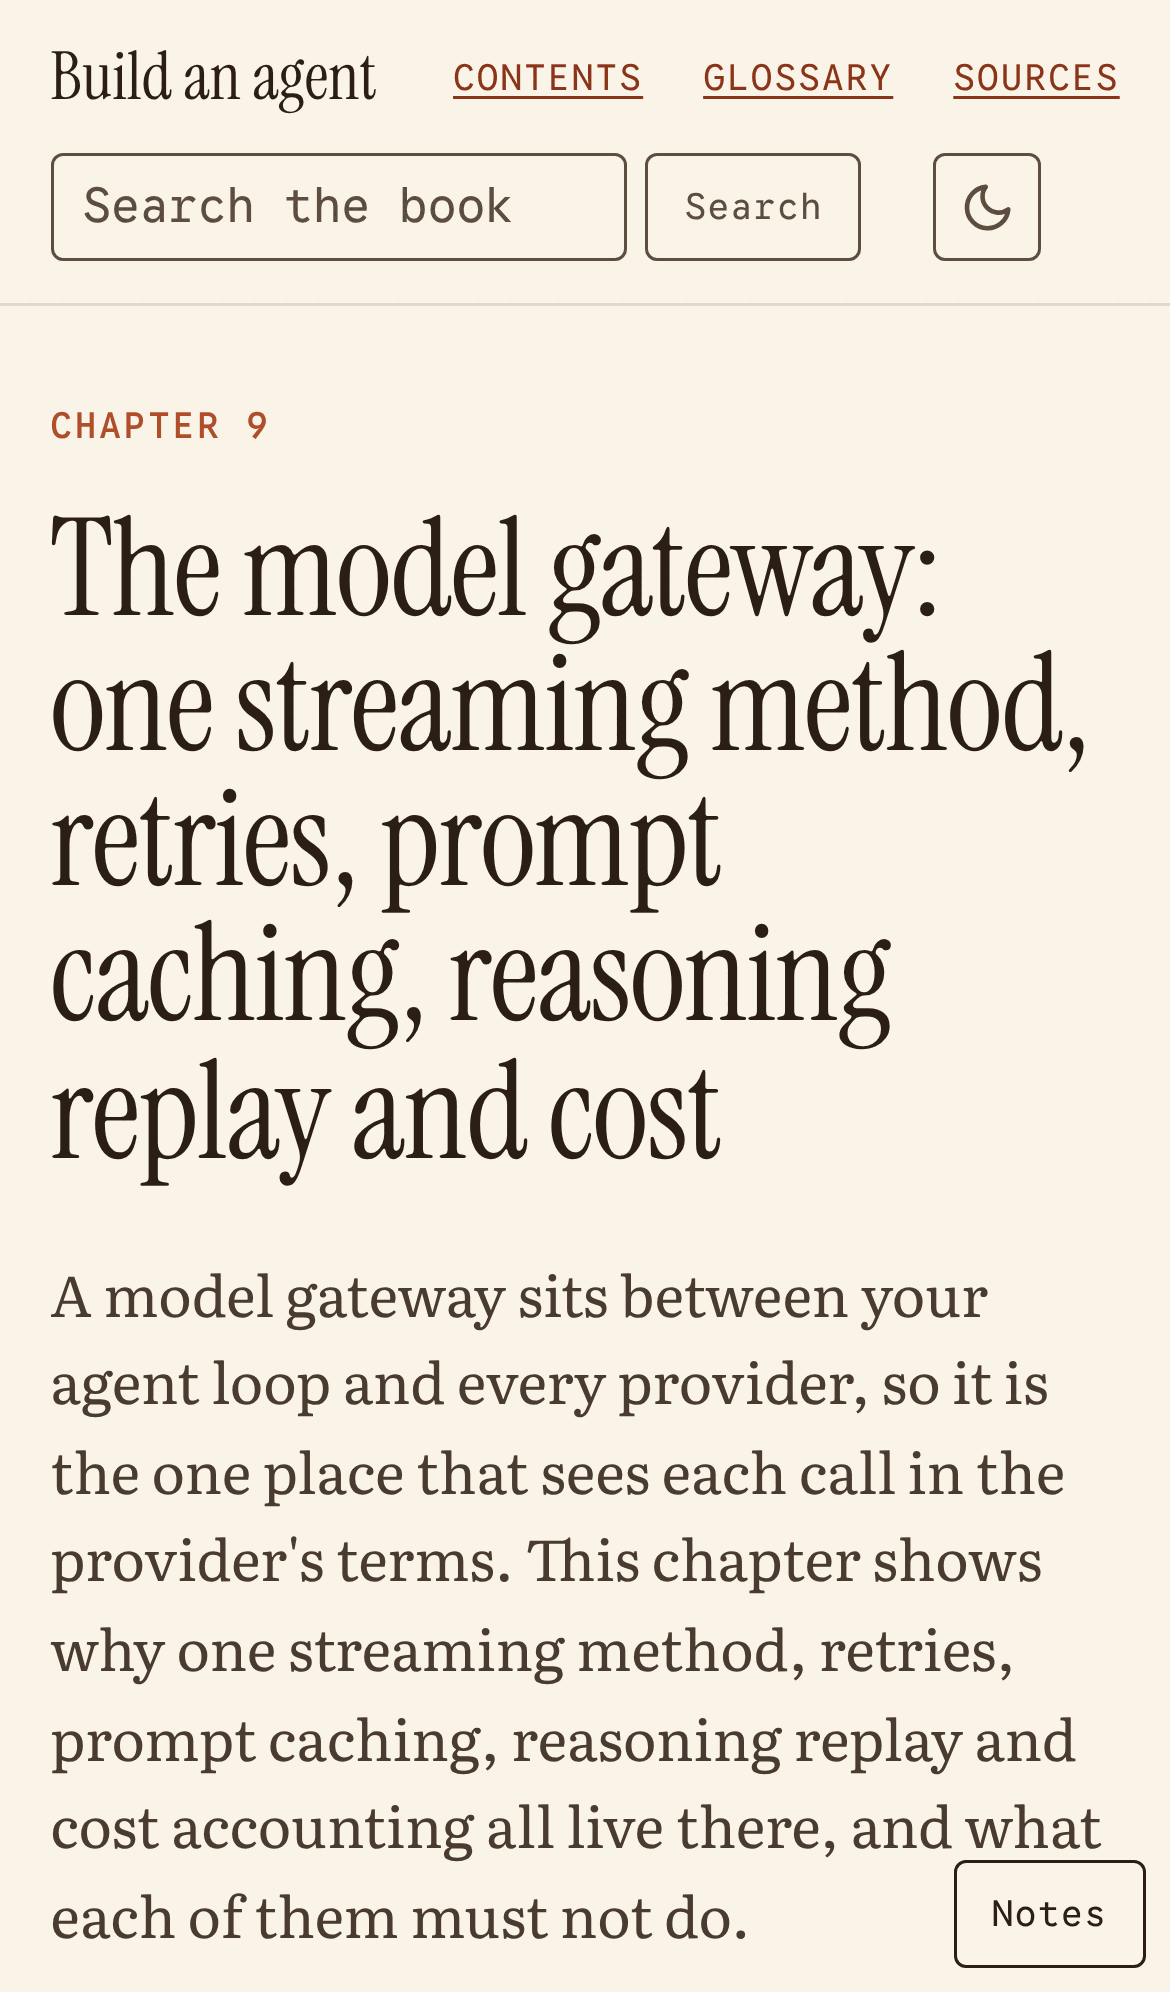 Build an agent
CONTENTS
GLOSSARY
SOURCES
Search the book
Search
CHAPTER 9
The model gateway:
one streaming method,
retries, prompt
caching, reasoning
replay and cost
A model gateway sits between your
agent loop and every provider, so it is
the one place that sees each call in the
provider's terms. This chapter shows
why one streaming method, retries,
prompt caching, reasoning replay and
cost accounting all live there, and what
each of them must not do.
Notes